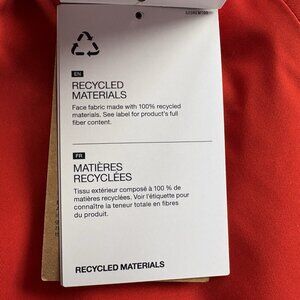 EN
RECYCLED
MATERIALS
Face fabric made with 100% recycled
materials. See label for product's full
fiber content.
FR
MATIÈRES
RECYCLÉES
Tissu extérieur composé à 100 % de
matières recyclées. Voir l'étiquette pour
connaître la teneur totale en fibres
du produit.
RECYCLED MATERIALS